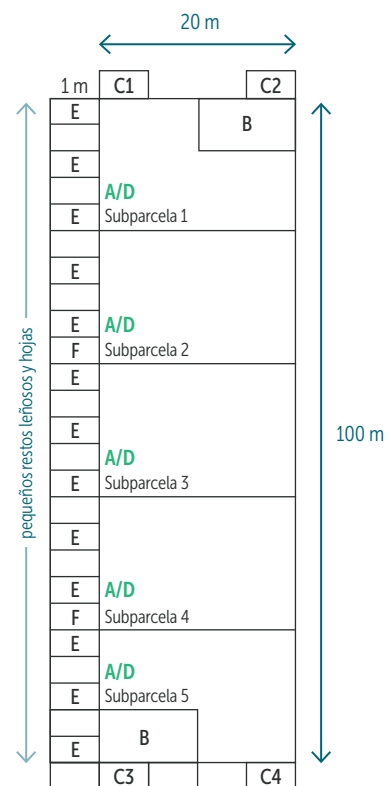 20 m
1 m
C1
C2
E
B
E
A/D
E
Subparcela 1
E
E
A/D
F
Subparcela 2
E
E
A/D
E
Subparcela 3
E
E
A/D
F
Subparcela 4
E
A/D
E
Subparcela 5
B
E
C3
C4
pequeños restos leñosos y hojas
100 m